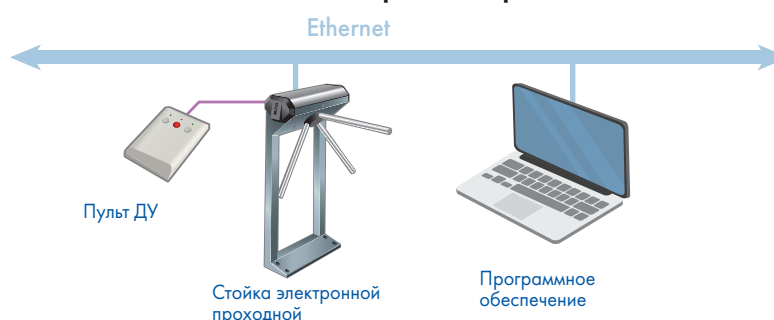 Ethernet
Пульт ДУ
Стойка электронной
проходной
Программное
обеспечение